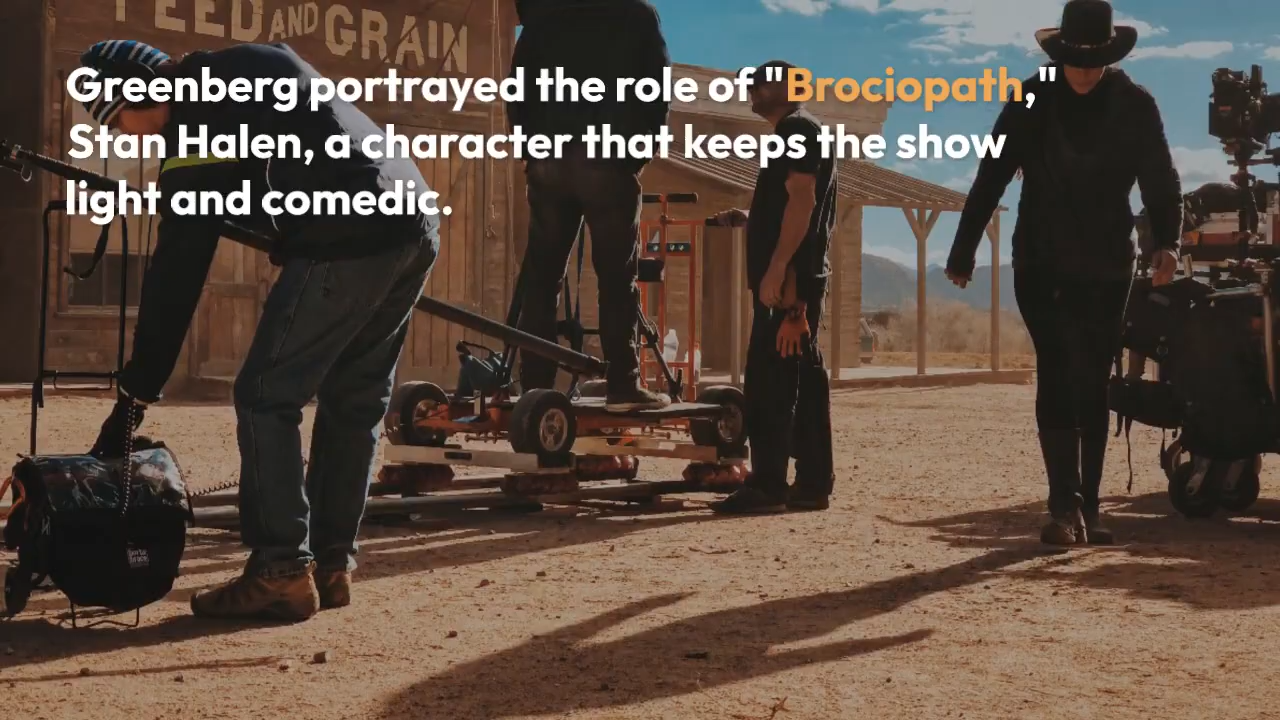 FEED AND GRAIN
Greenberg portrayed the role of "Brociopath,"
Stan Halen, a character that keeps the show
light and comedic.